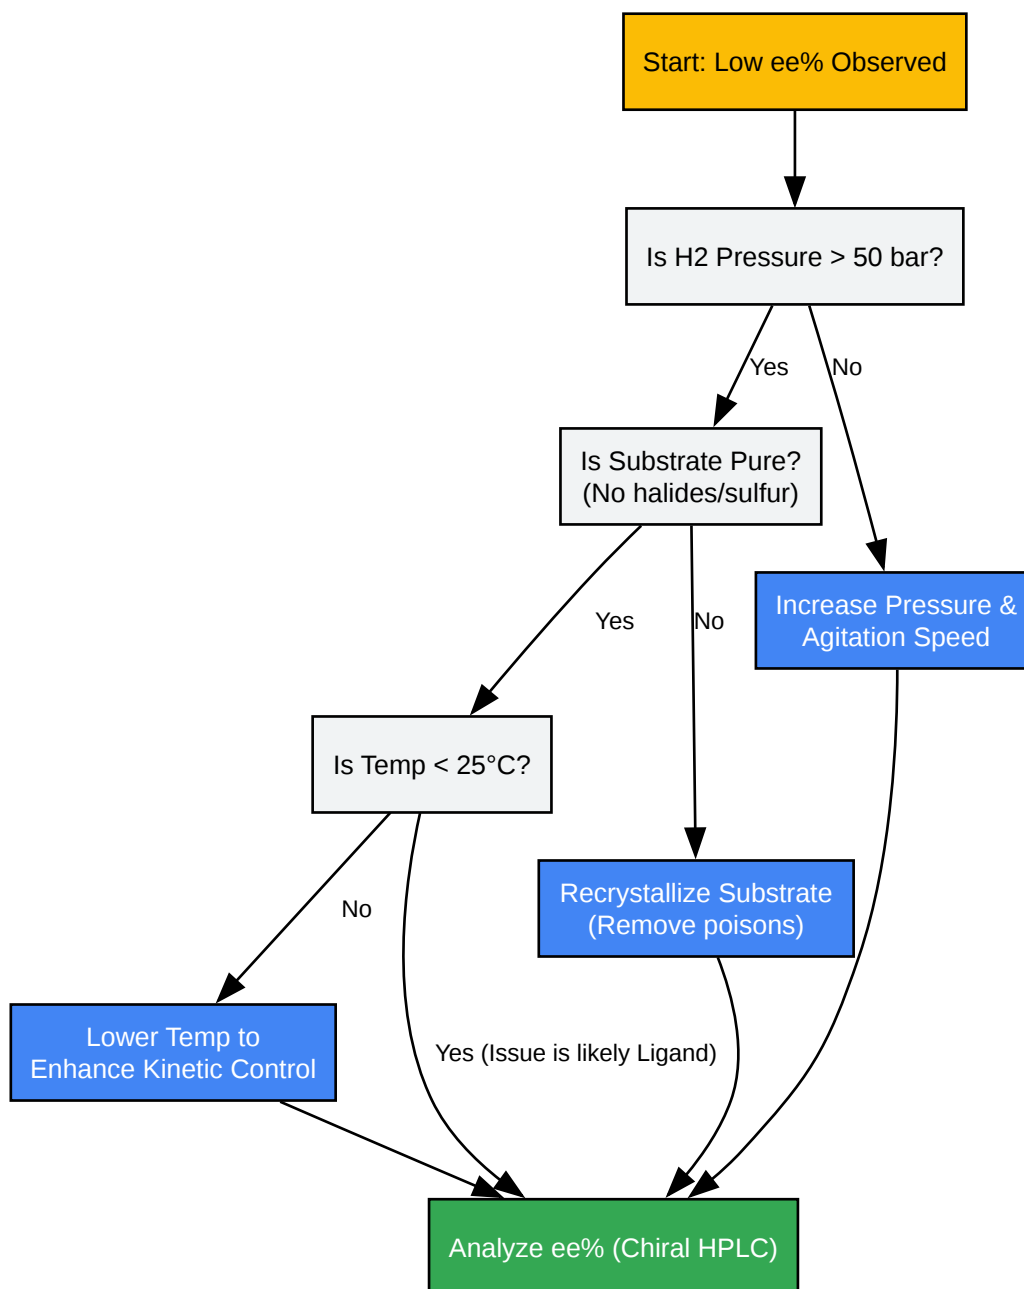 Start: Low ee% Observed
Is H2 Pressure > 50 bar?
Yes
No
Is Substrate Pure?
(No halides/sulfur)
Increase Pressure &
Agitation Speed
Yes
No
Is Temp < 25°C?
Recrystallize Substrate
(Remove poisons)
No
Lower Temp to
Enhance Kinetic Control
Yes (Issue is likely Ligand)
Analyze ee% (Chiral HPLC)